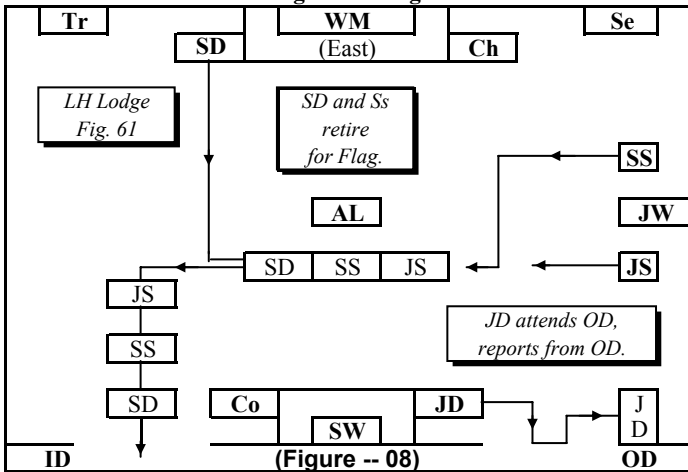 Tr
WM
Se
SD
(East)
Ch
LH Lodge
Fig. 61
SD and Ss
retire
for Flag.
SS
AL
JW
SD SS JS
JS
JS
SS
JD attends OD,
reports from OD.
SD
Co
JD
J
D
SW
ID
(Figure -- 08)
OD